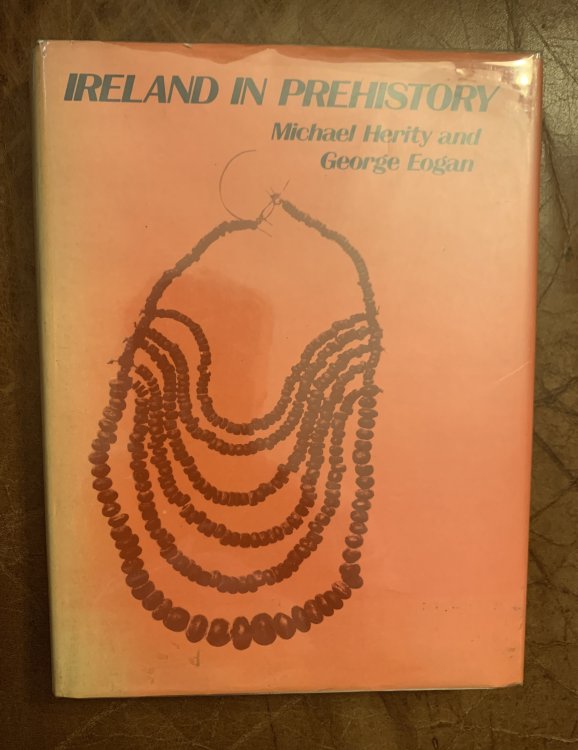 IRELAND IN PREHISTORY
Michael Herity and
George Eogan